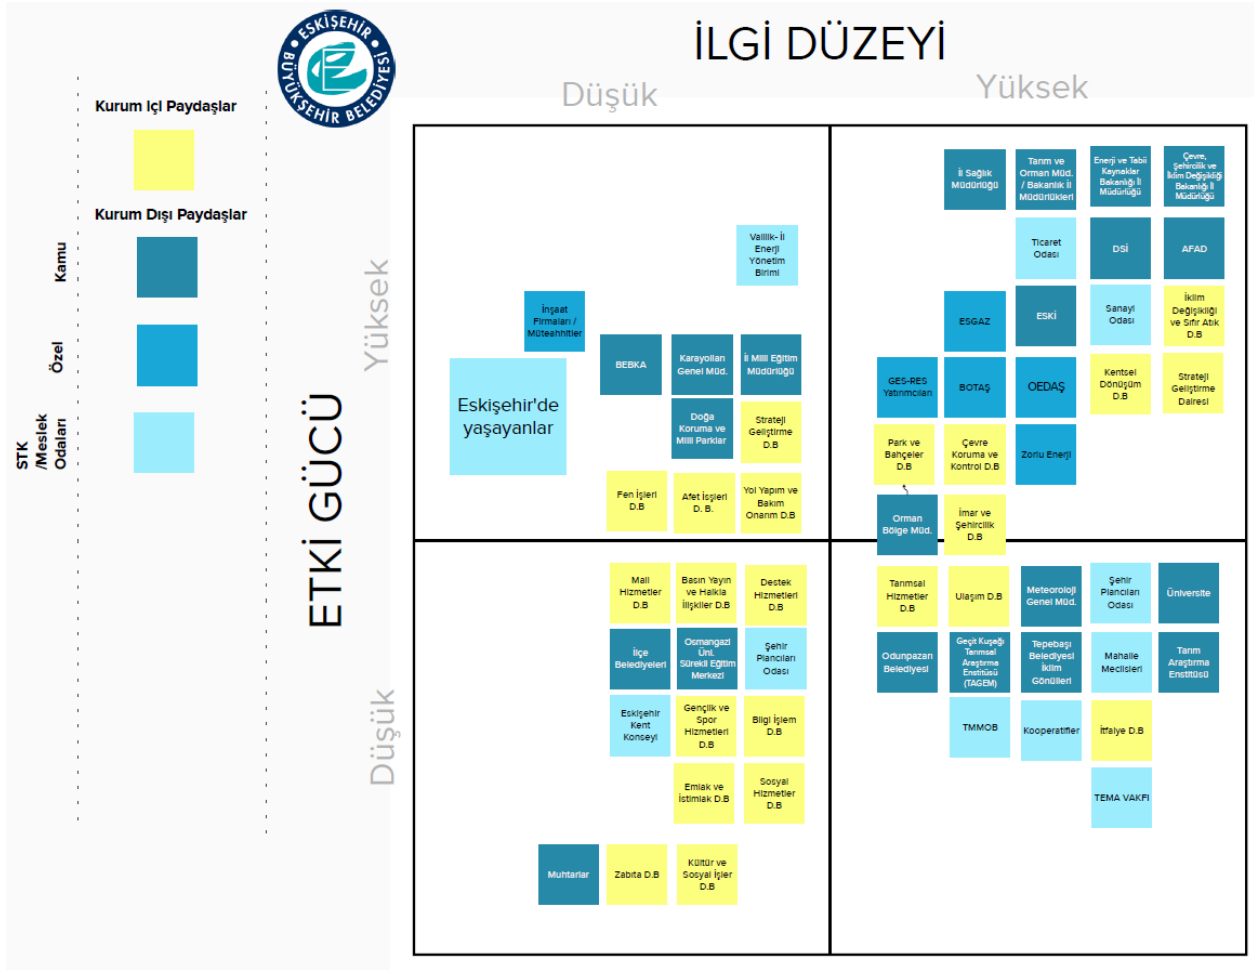 ESKİŞEHİR
BÜYÜKŞEHİR BELEDİYESİ
İLGİ DÜZEYİ
Düşük
Yüksek
Kurum İçi Paydaşlar
Kurum Dışı Paydaşlar
Kamu
Özel
STK
/Meslek
Odaları
ETKİ GÜCÜ
Yüksek
Düşük
Valilik- İl
Enerji
Yönetim
Birimi
İnşaat
Firmaları /
Müteahhitler
Eskişehir'de
yaşayanlar
BEBKA
Karayolları
Genel Müd.
İl Milli Eğitim
Müdürlüğü
Doğa
Koruma ve
Milli Parklar
Strateji
Geliştirme
D.B
Fen İşleri
D.B
Afet İşsleri
D. B.
Yol Yapım ve
Bakım
Onarım D.B
İl Sağlık
Müdürlüğü
Tarım ve
Orman Müd.
/ Bakanlık İl
Müdürlükleri
Enerji ve Tabii
Kaynaklar
Bakanlığı İl
Müdürlüğü
Çevre,
Şehircilik ve
İklim Değişikliği
Bakanlığı İl
Müdürlüğü
Ticaret
Odası
DSİ
AFAD
ESGAZ
ESKİ
Sanayi
Odası
İklim
Değişikliği
ve Sıfır Atık
D.B
GES-RES
Yatırımcıları
BOTAŞ
OEDAŞ
Kentsel
Dönüşüm
D.B
Strateji
Geliştirme
Dairesi
Park ve
Bahçeler
D.B
Çevre
Koruma ve
Kontrol D.B
Zorlu Enerji
Orman
Bölge Müd.
İmar ve
Şehircilik
D.B
Mali
Hizmetler
D.B
Basın Yayın
ve Halkla
İlişkiler D.B
Destek
Hizmetleri
D.B
İlçe
Belediyeleri
Osmangazi
Üni.
Sürekli Eğitim
Merkezi
Şehir
Plancıları
Odası
Eskişehir
Kent
Konseyi
Gençlik ve
Spor
Hizmetleri
D.B
Bilgi İşlem
D.B
Emlak ve
İstimlak D.B
Sosyal
Hizmetler
D.B
Muhtarlar
Zabıta D.B
Kültür ve
Sosyal İşler
D.B
Tarımsal
Hizmetler
D.B
Ulaşım D.B
Meteoroloji
Genel Müd.
Şehir
Plancıları
Odası
Üniversite
Odunpazarı
Belediyesi
Geçit Kuşağı
Tarımsal
Araştırma
Enstitüsü
(TAGEM)
Tepebaşı
Belediyesi
İklim
Gönülleri
Mahalle
Meclisleri
Tarım
Araştırma
Enstitüsü
TMMOB
Kooperatifler
İtfaiye D.B
TEMA VAKFI